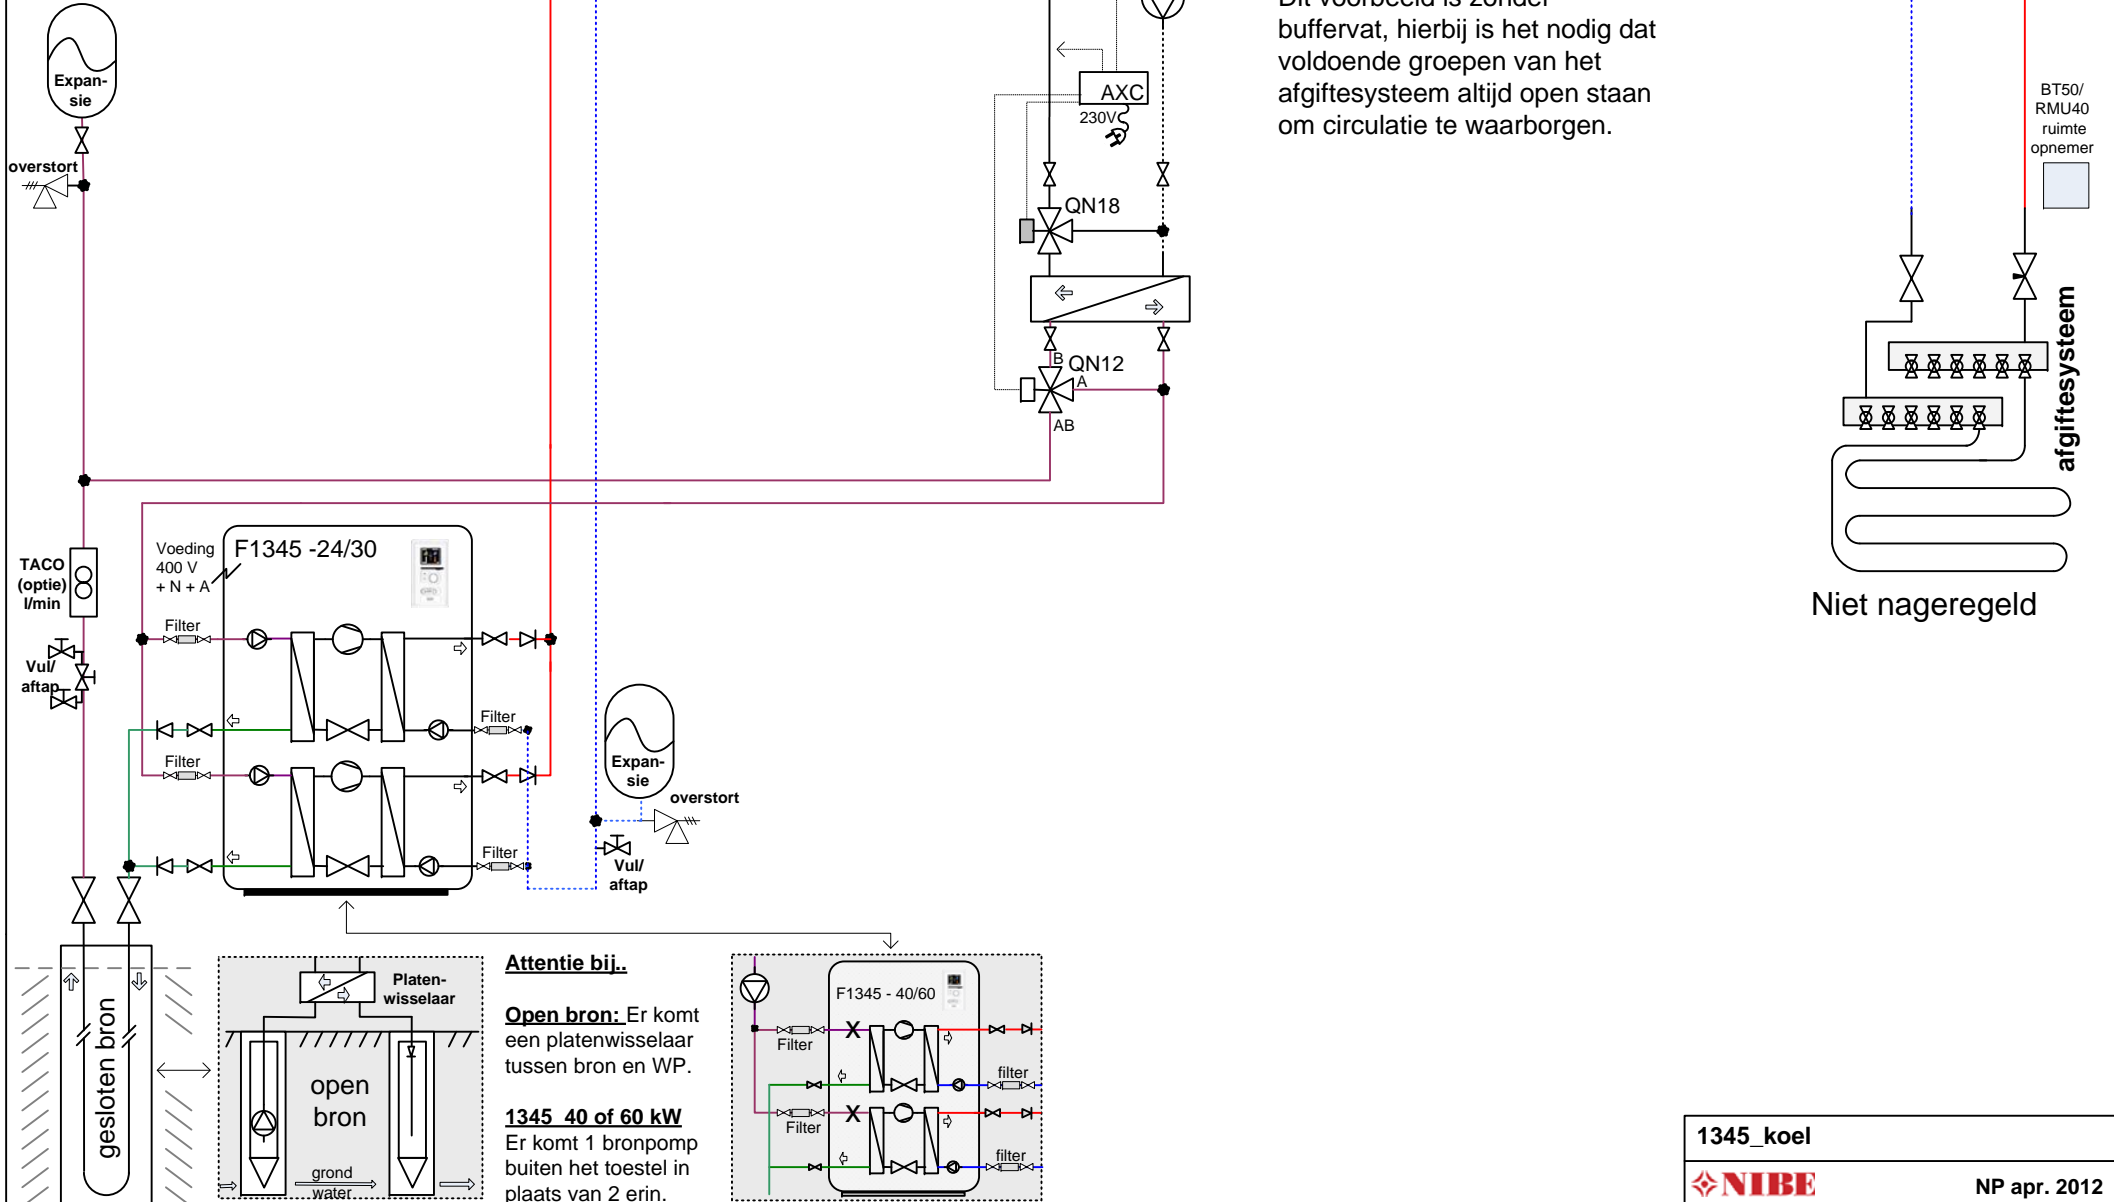 Dit voorbeeld is zonder
buffervat, hierbij is het nodig dat
voldoende groepen van het
afgiftesysteem altijd open staan
om circulatie te waarborgen.
Expan-
sie
overstort
AXC
230V
QN18
B
QN12
A
AB
BT50/
RMU40
ruimte
opnemer
afgiftesysteem
Niet nageregeld
TACO
(optie)
l/min
Vul/
aftap
Voeding
400 V
+ N + A
F1345 -24/30
Filter
Filter
Filter
Filter
Expan-
sie
overstort
Vul/
aftap
gesloten bron
Platen-
wisselaar
open
bron
grond
water
Attentie bij..
Open bron: Er komt
een platenwisselaar
tussen bron en WP.
1345 40 of 60 kW
Er komt 1 bronpomp
buiten het toestel in
plaats van 2 erin.
F1345 - 40/60
X
Filter
filter
X
Filter
filter
1345_koel
NIBE
NP apr. 2012